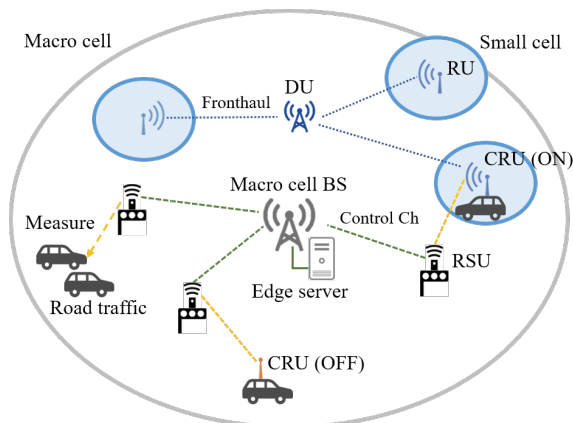 Macro cell
Small cell
RU
DU
Fronthaul
CRU (ON)
Macro cell BS
Measure
Control Ch
RSU
Edge server
Road traffic
CRU (OFF)